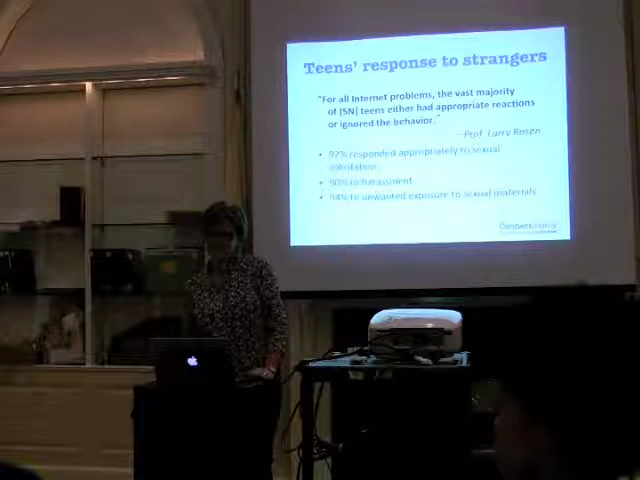 Teens' response to strangers
"For all Internet problems, the vast majority
of [SN] teens either had appropriate reactions
or ignored the behavior."
—Prof. Larry Rosen
• 92% responded appropriately to sexual
solicitation
• 90% to harassment
• 94% to unwanted exposure to sexual materials